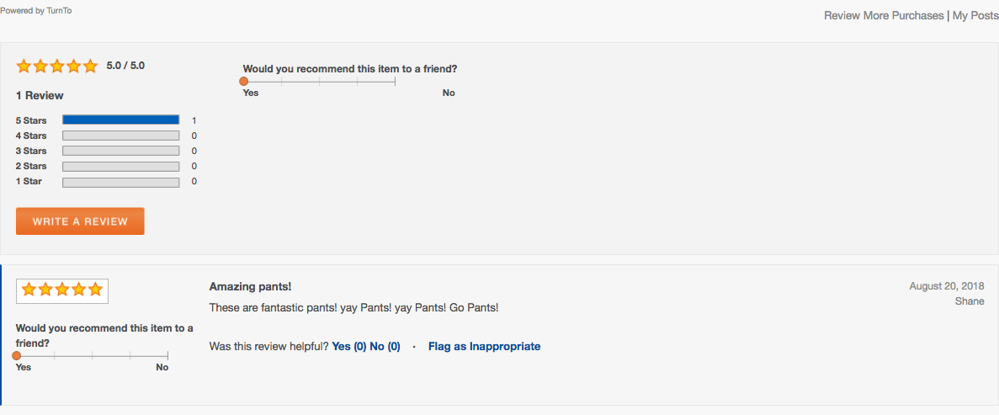 Powered by TurnTo
Review More Purchases | My Posts
5.0 / 5.0
Would you recommend this item to a friend?
Yes No
1 Review
5 Stars 1
4 Stars 0
3 Stars 0
2 Stars 0
1 Star 0
WRITE A REVIEW
Amazing pants!
August 20, 2018
These are fantastic pants! yay Pants! yay Pants! Go Pants!
Shane
Would you recommend this item to a
friend?
Yes No
Was this review helpful? Yes (0) No (0) · Flag as Inappropriate